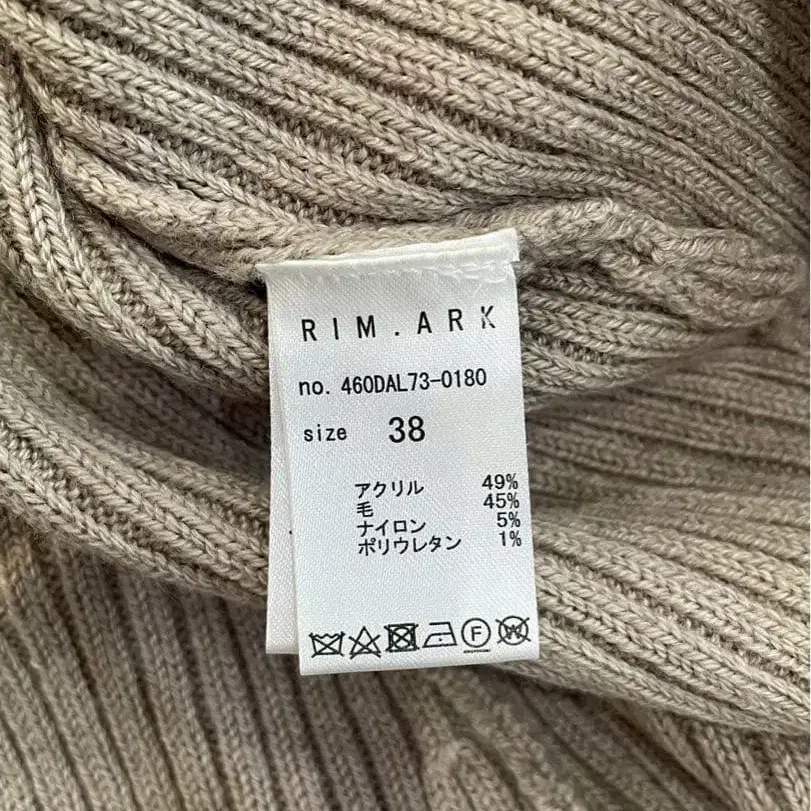 RIM.ARK
no. 460DAL73-0180
size 38
アクリル 49%
毛 45%
ナイロン 5%
ポリウレタン 1%
F W